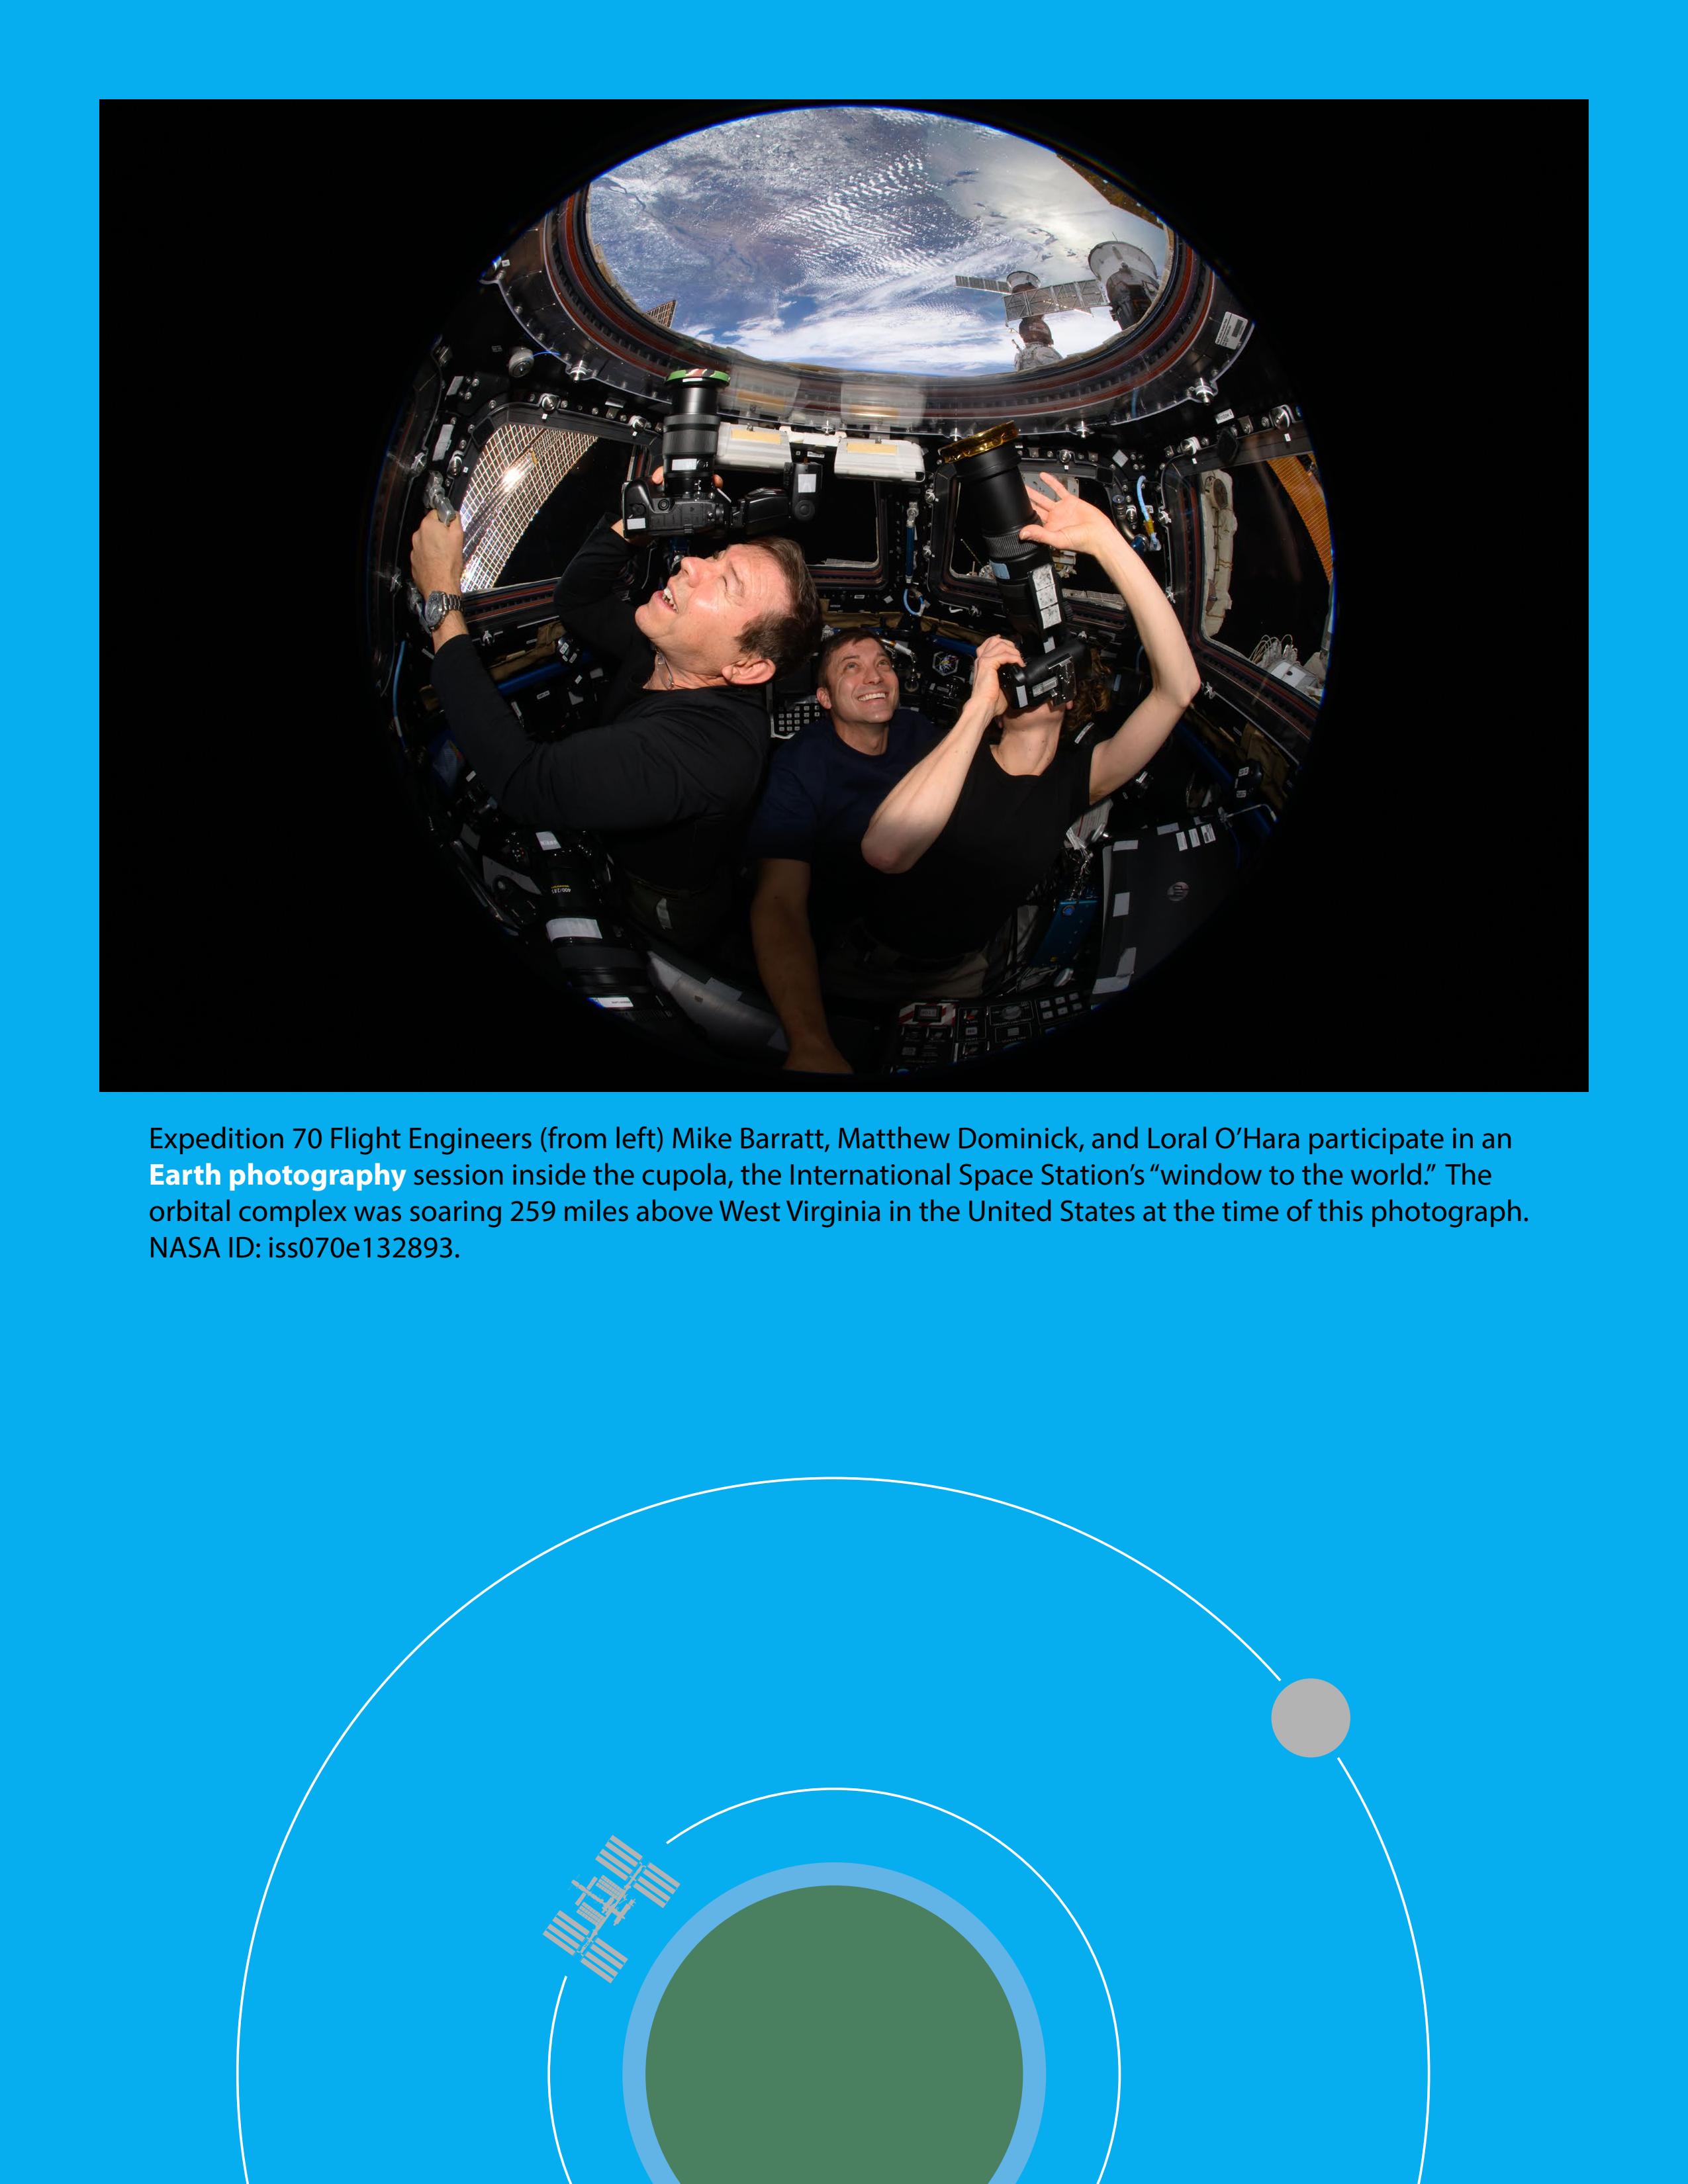 Expedition 70 Flight Engineers (from left) Mike Barratt, Matthew Dominick, and Loral O’Hara participate in an
Earth photography session inside the cupola, the International Space Station’s “window to the world.” The
orbital complex was soaring 259 miles above West Virginia in the United States at the time of this photograph.
NASA ID: iss070e132893.